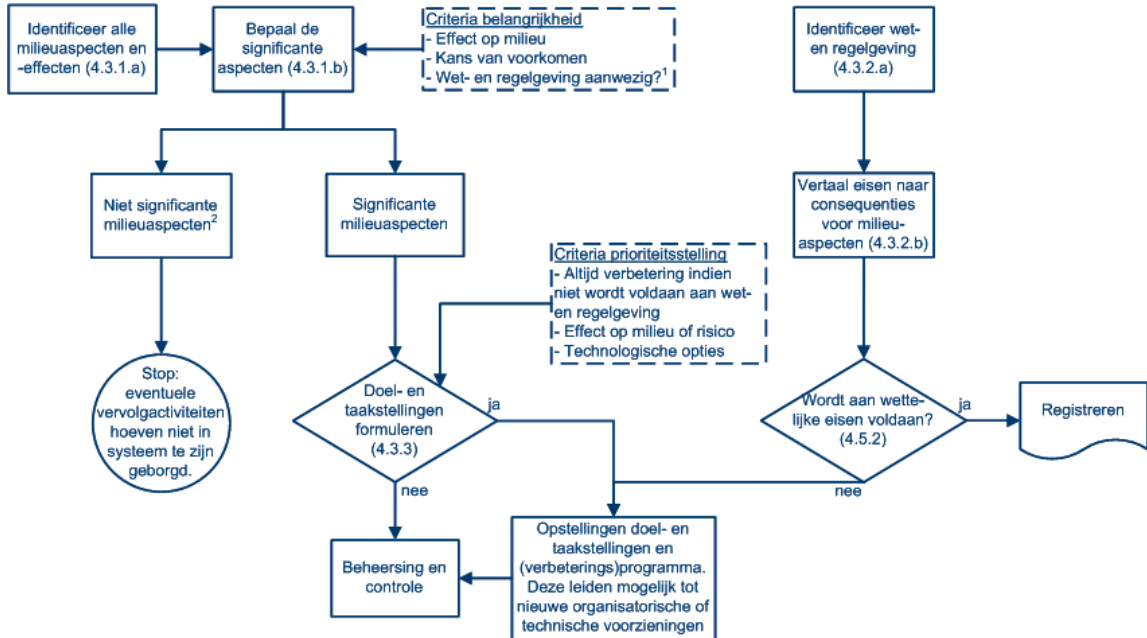 Identificeer alle
milieuaspecten en
-effecten (4.3.1.a)
Bepaal de
significante
aspecten (4.3.1.b)
Criteria belangrijkheid
- Effect op milieu
- Kans van voorkomen
- Wet- en regelgeving aanwezig?¹
Identificeer wet-
en regelgeving
(4.3.2.a)
Niet significante
milieuaspecten²
Significante
milieuaspecten
Vertaal eisen naar
consequenties
voor milieu-
aspecten (4.3.2.b)
Criteria prioriteitsstelling
- Altijd verbetering indien
niet wordt voldaan aan wet-
en regelgeving
- Effect op milieu of risico
- Technologische opties
Stop:
eventuele
vervolgactiviteiten
hoeven niet in
systeem te zijn
geborgd.
Doel- en
taakstellingen
formuleren
(4.3.3)
ja
nee
Wordt aan wette-
lijke eisen voldaan?
(4.5.2)
ja
nee
Registreren
Beheersing en
controle
Opstellingen doel- en
taakstellingen en
(verbeterings)programma.
Deze leiden mogelijk tot
nieuwe organisatorische of
technische voorzieningen